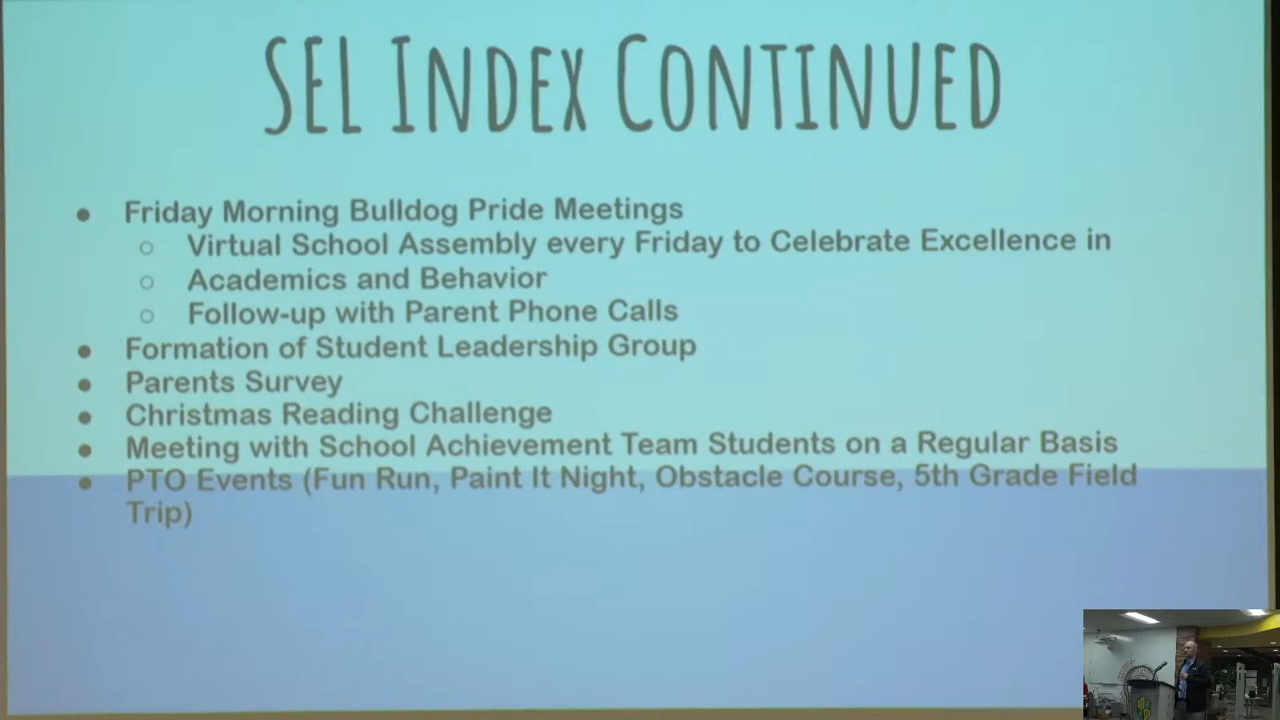 SEL INDEX CONTINUED
● Friday Morning Bulldog Pride Meetings
○ Virtual School Assembly every Friday to Celebrate Excellence in
○ Academics and Behavior
○ Follow-up with Parent Phone Calls
● Formation of Student Leadership Group
● Parents Survey
● Christmas Reading Challenge
● Meeting with School Achievement Team Students on a Regular Basis
● PTO Events (Fun Run, Paint It Night, Obstacle Course, 5th Grade Field
Trip)